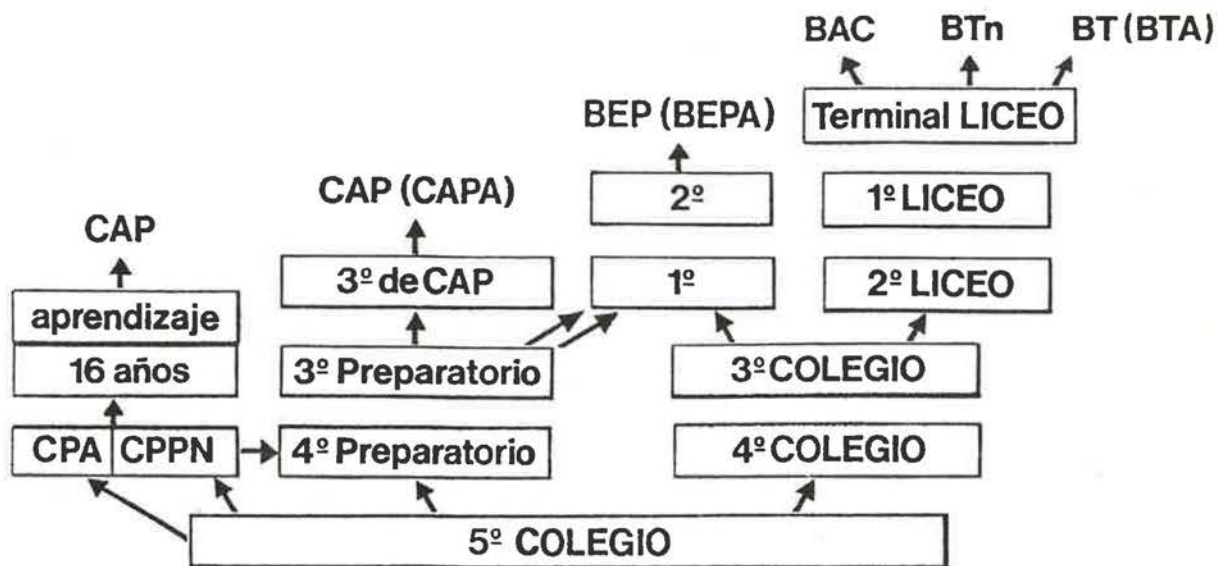 BAC BTn BT (BTA)
Terminal LICEO
BEP (BEPA)
2º 1º LICEO
CAP (CAPA)
CAP
3º de CAP 1º 2º LICEO
aprendizaje
16 años 3º Preparatorio 3º COLEGIO
CPA CPPN 4º Preparatorio 4º COLEGIO
5º COLEGIO